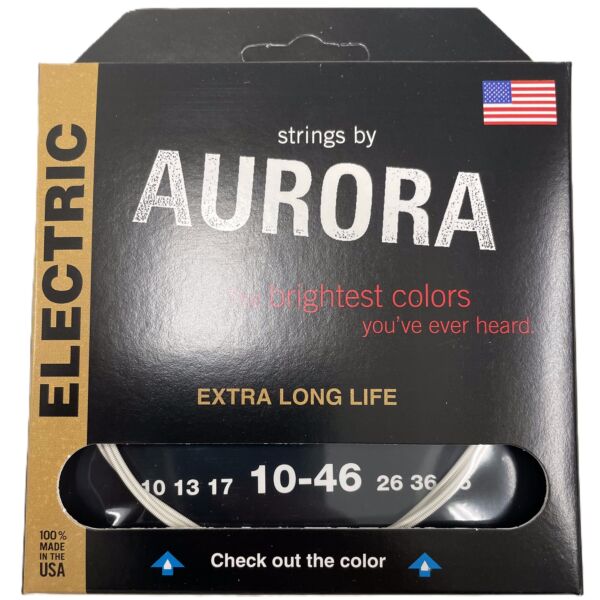 strings by
AURORA
ELECTRIC
brightest colors
you've ever heard.
EXTRA LONG LIFE
10 13 17 10-46 26 36
100%
MADE
IN THE
USA
Check out the color